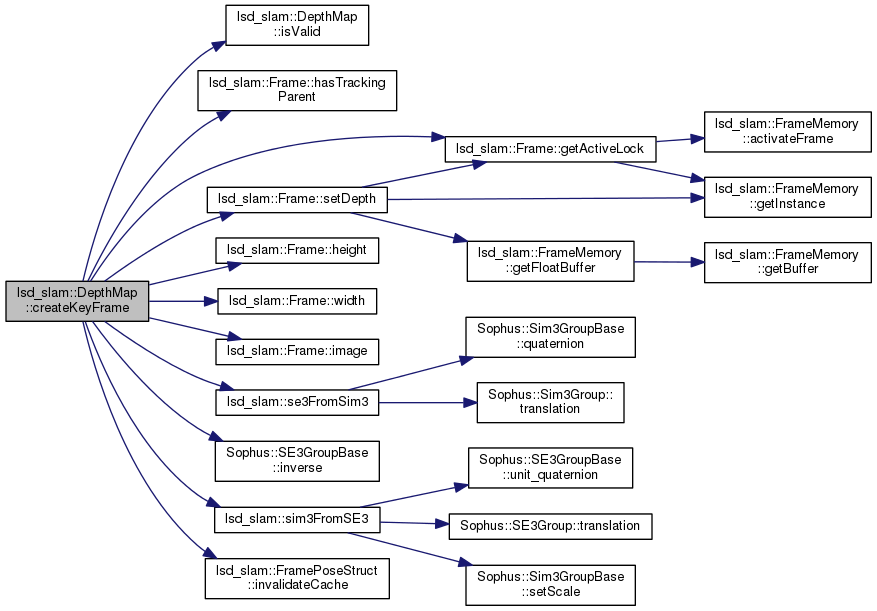 lsd_slam::DepthMap
::createKeyFrame
lsd_slam::DepthMap
::isValid
lsd_slam::Frame::hasTracking
Parent
lsd_slam::Frame::getActiveLock
lsd_slam::FrameMemory
::activateFrame
lsd_slam::FrameMemory
::getInstance
lsd_slam::Frame::setDepth
lsd_slam::FrameMemory
::getFloatBuffer
lsd_slam::FrameMemory
::getBuffer
lsd_slam::Frame::height
lsd_slam::Frame::width
lsd_slam::Frame::image
lsd_slam::se3FromSim3
Sophus::Sim3GroupBase
::quaternion
Sophus::Sim3Group::
translation
Sophus::SE3GroupBase
::inverse
lsd_slam::sim3FromSE3
Sophus::SE3GroupBase
::unit_quaternion
Sophus::SE3Group::translation
Sophus::Sim3GroupBase
::setScale
lsd_slam::FramePoseStruct
::invalidateCache